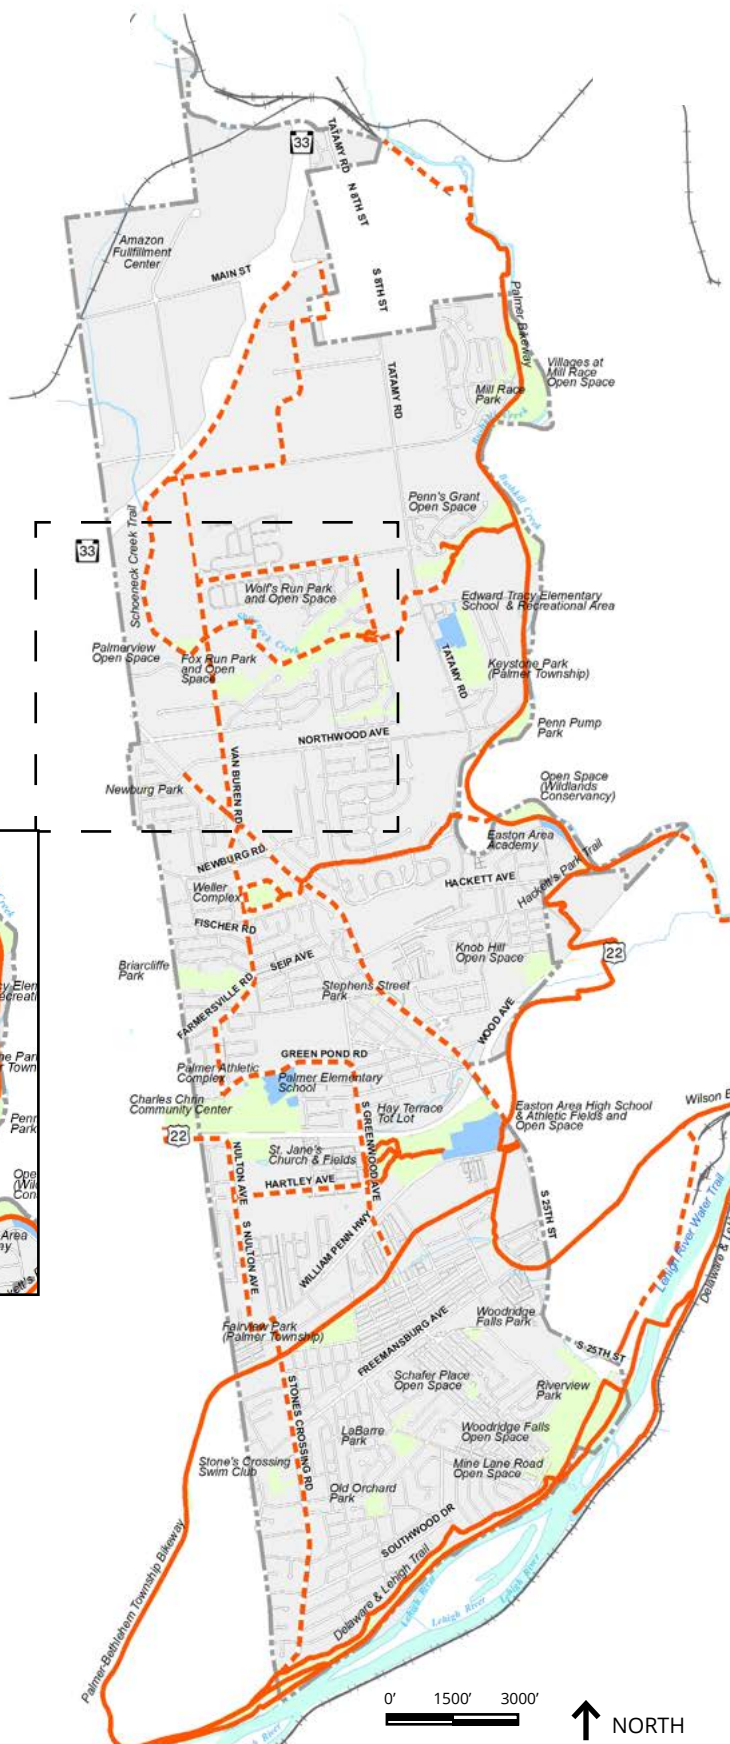 33
TATAMY RD
N 8TH ST
Amazon
Fullfillment
Center
MAIN ST
S 8TH ST
Palmer Bikeway
Villages at
Mill Race
Open Space
TATAMY RD
Mill Race
Park
Bushkill Creek
Penn's Grant
Open Space
Bushkill Creek
Schoeneck Creek Trail
33
Wolf's Run Park
and Open Space
Edward Tracy Elementary
School & Recreational Area
Palmerview
Open Space
Fox Run Park
and Open
Space
TATAMY RD
Keystone Park
(Palmer Township)
NORTHWOOD AVE
Penn Pump
Park
VAN BUREN RD
Newburg Park
Open Space
(Wildlands
Conservancy)
Easton Area
Academy
NEWBURG RD
Hackett's Park Trail
Weller
Complex
HACKETT AVE
FISCHER RD
22
Knob Hill
Open Space
SEIP AVE
Briarcliffe
Park
Stephens Street
Park
FARMERSVILLE RD
WOOD AVE
GREEN POND RD
Palmer Athletic
Complex
Palmer Elementary
School
Charles Chrin
Community Center
Hay Terrace
Tot Lot
S GREENWOOD AVE
Easton Area High School
& Athletic Fields and
Open Space
22
St. Jane's
Church & Fields
NULTON AVE
HARTLEY AVE
S 25TH ST
Lehigh River Water Trail
S NULTON AVE
WILLIAM PENN HWY
Fairview Park
(Palmer Township)
Woodridge
Falls Park
FREEMANSBURG AVE
S 25TH ST
Schafer Place
Open Space
Riverview
Park
STONES CROSSING RD
LaBarre
Park
Woodridge Falls
Open Space
Stone's Crossing
Swim Club
Mine Lane Road
Open Space
Old Orchard
Park
SOUTHWOOD DR
Palmer-Bethlehem Township Bikeway
Delaware & Lehigh Trail
Lehigh River
Lehigh River
Lehigh River
0' 1500' 3000'
NORTH